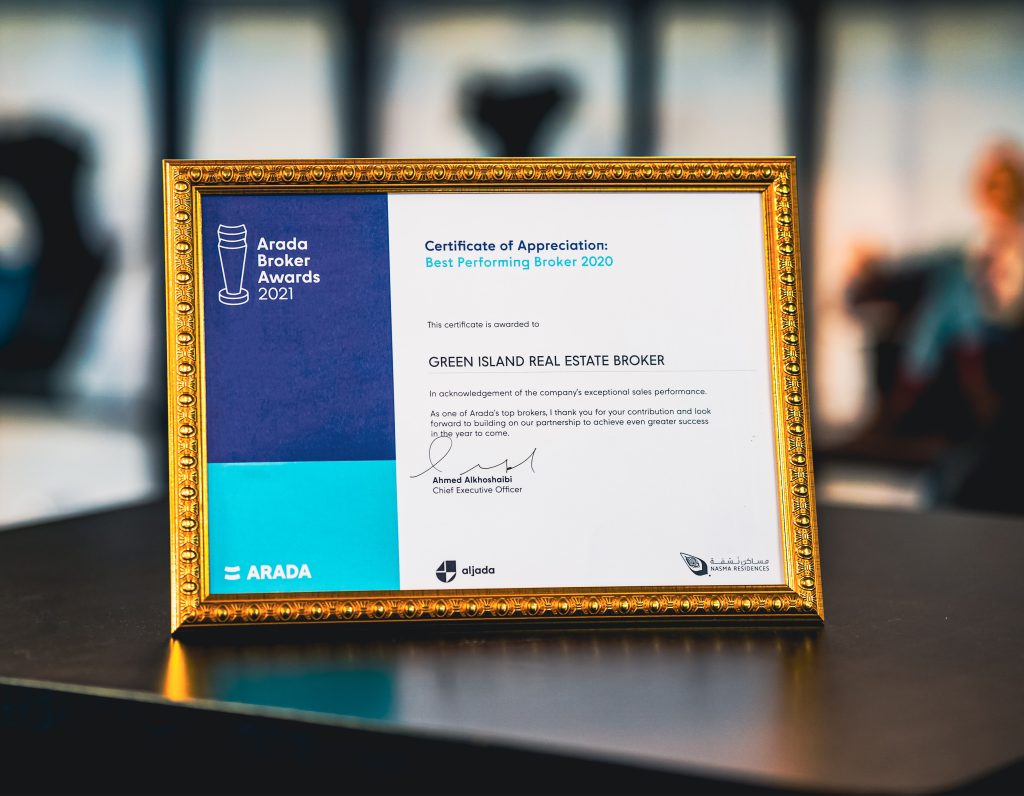 Arada
Broker
Awards
2021
Certificate of Appreciation:
Best Performing Broker 2020
This certificate is awarded to
GREEN ISLAND REAL ESTATE BROKER
In acknowledgement of the company's exceptional sales performance.
As one of Arada's top brokers, I thank you for your contribution and look
forward to building on our partnership to achieve even greater success
in the year to come.
Ahmed Alkhoshaibi
Chief Executive Officer
ARADA
aljada
مساكن نسمة
NASMA RESIDENCES